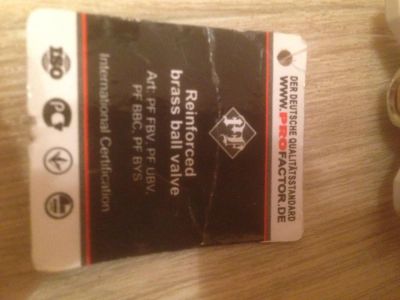 DER DEUTSCHE QUALITÄTSSTANDARD
WWW.PROFACTOR.DE
PF
Reinforced
brass ball valve
Art: PF FBV, PF UBV,
PF BBC, PF BYS
International Certification
ISO